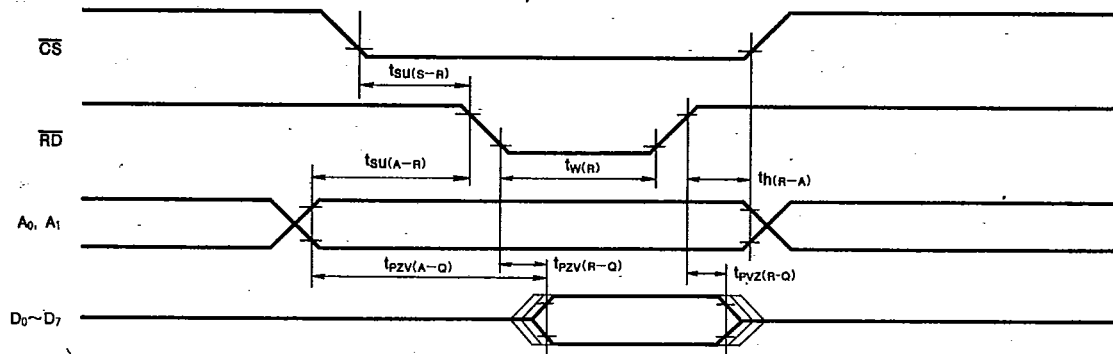 CS
tSU(S-R)
RD
tSU(A-R)
tW(R)
th(R-A)
A0, A1
tPZV(A-Q)
tPZV(R-Q)
tPVZ(R-Q)
D0~D7